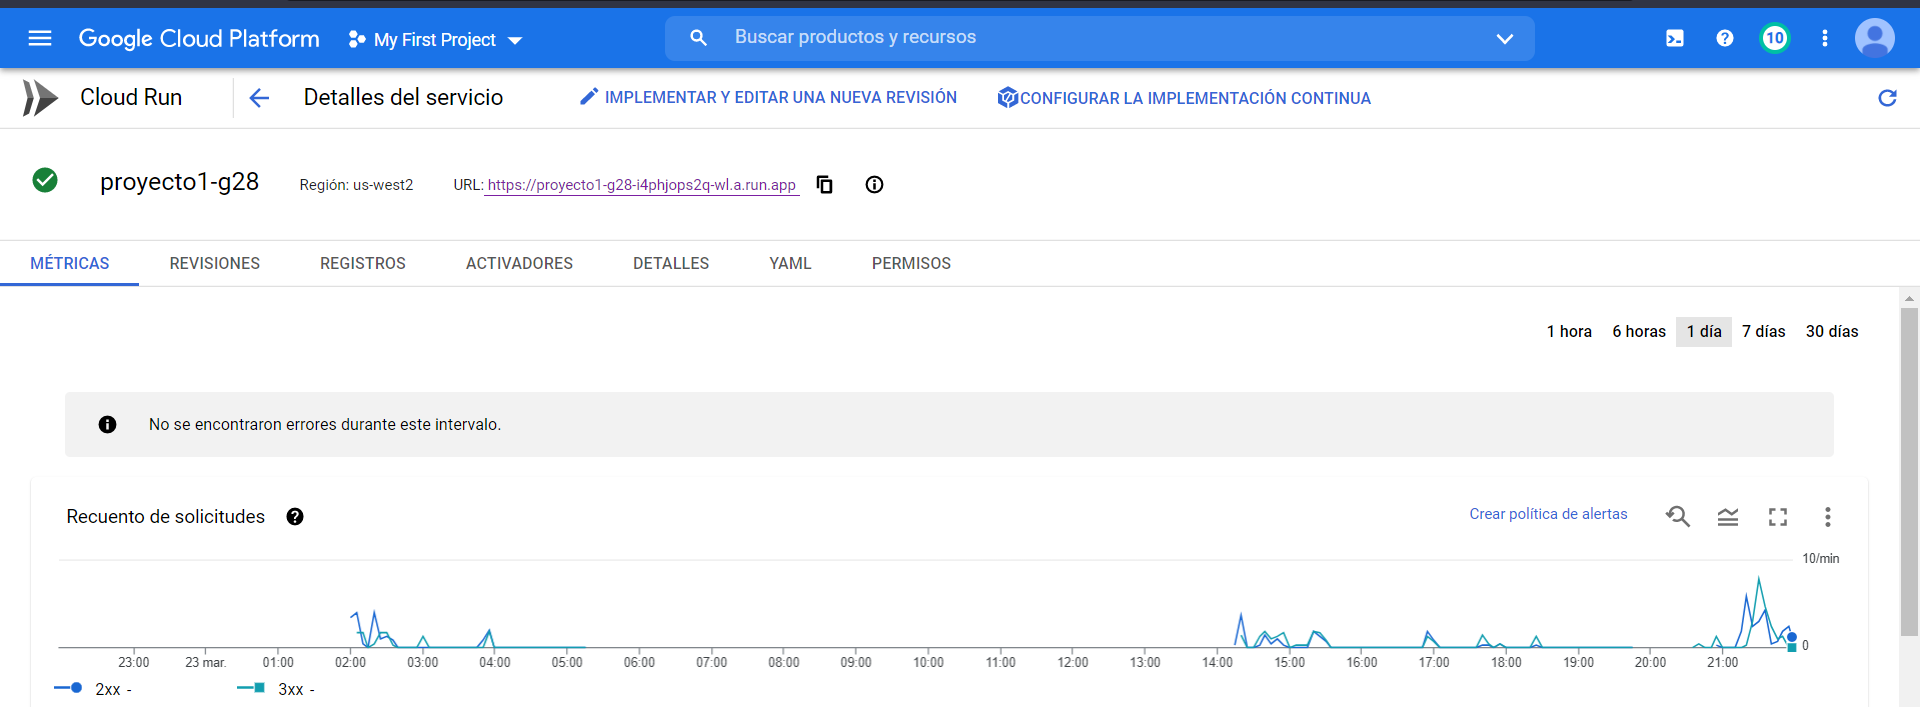 Google Cloud Platform My First Project Buscar productos y recursos 10
Cloud Run Detalles del servicio IMPLEMENTAR Y EDITAR UNA NUEVA REVISIÓN CONFIGURAR LA IMPLEMENTACIÓN CONTINUA
proyecto1-g28 Región: us-west2 URL: https://proyecto1-g28-i4phjops2q-wl.a.run.app
MÉTRICAS REVISIONES REGISTROS ACTIVADORES DETALLES YAML PERMISOS
1 hora 6 horas 1 día 7 días 30 días
No se encontraron errores durante este intervalo.
Recuento de solicitudes Crear política de alertas
10/min
0
23:00 23 mar. 01:00 02:00 03:00 04:00 05:00 06:00 07:00 08:00 09:00 10:00 11:00 12:00 13:00 14:00 15:00 16:00 17:00 18:00 19:00 20:00 21:00
2xx - 3xx -